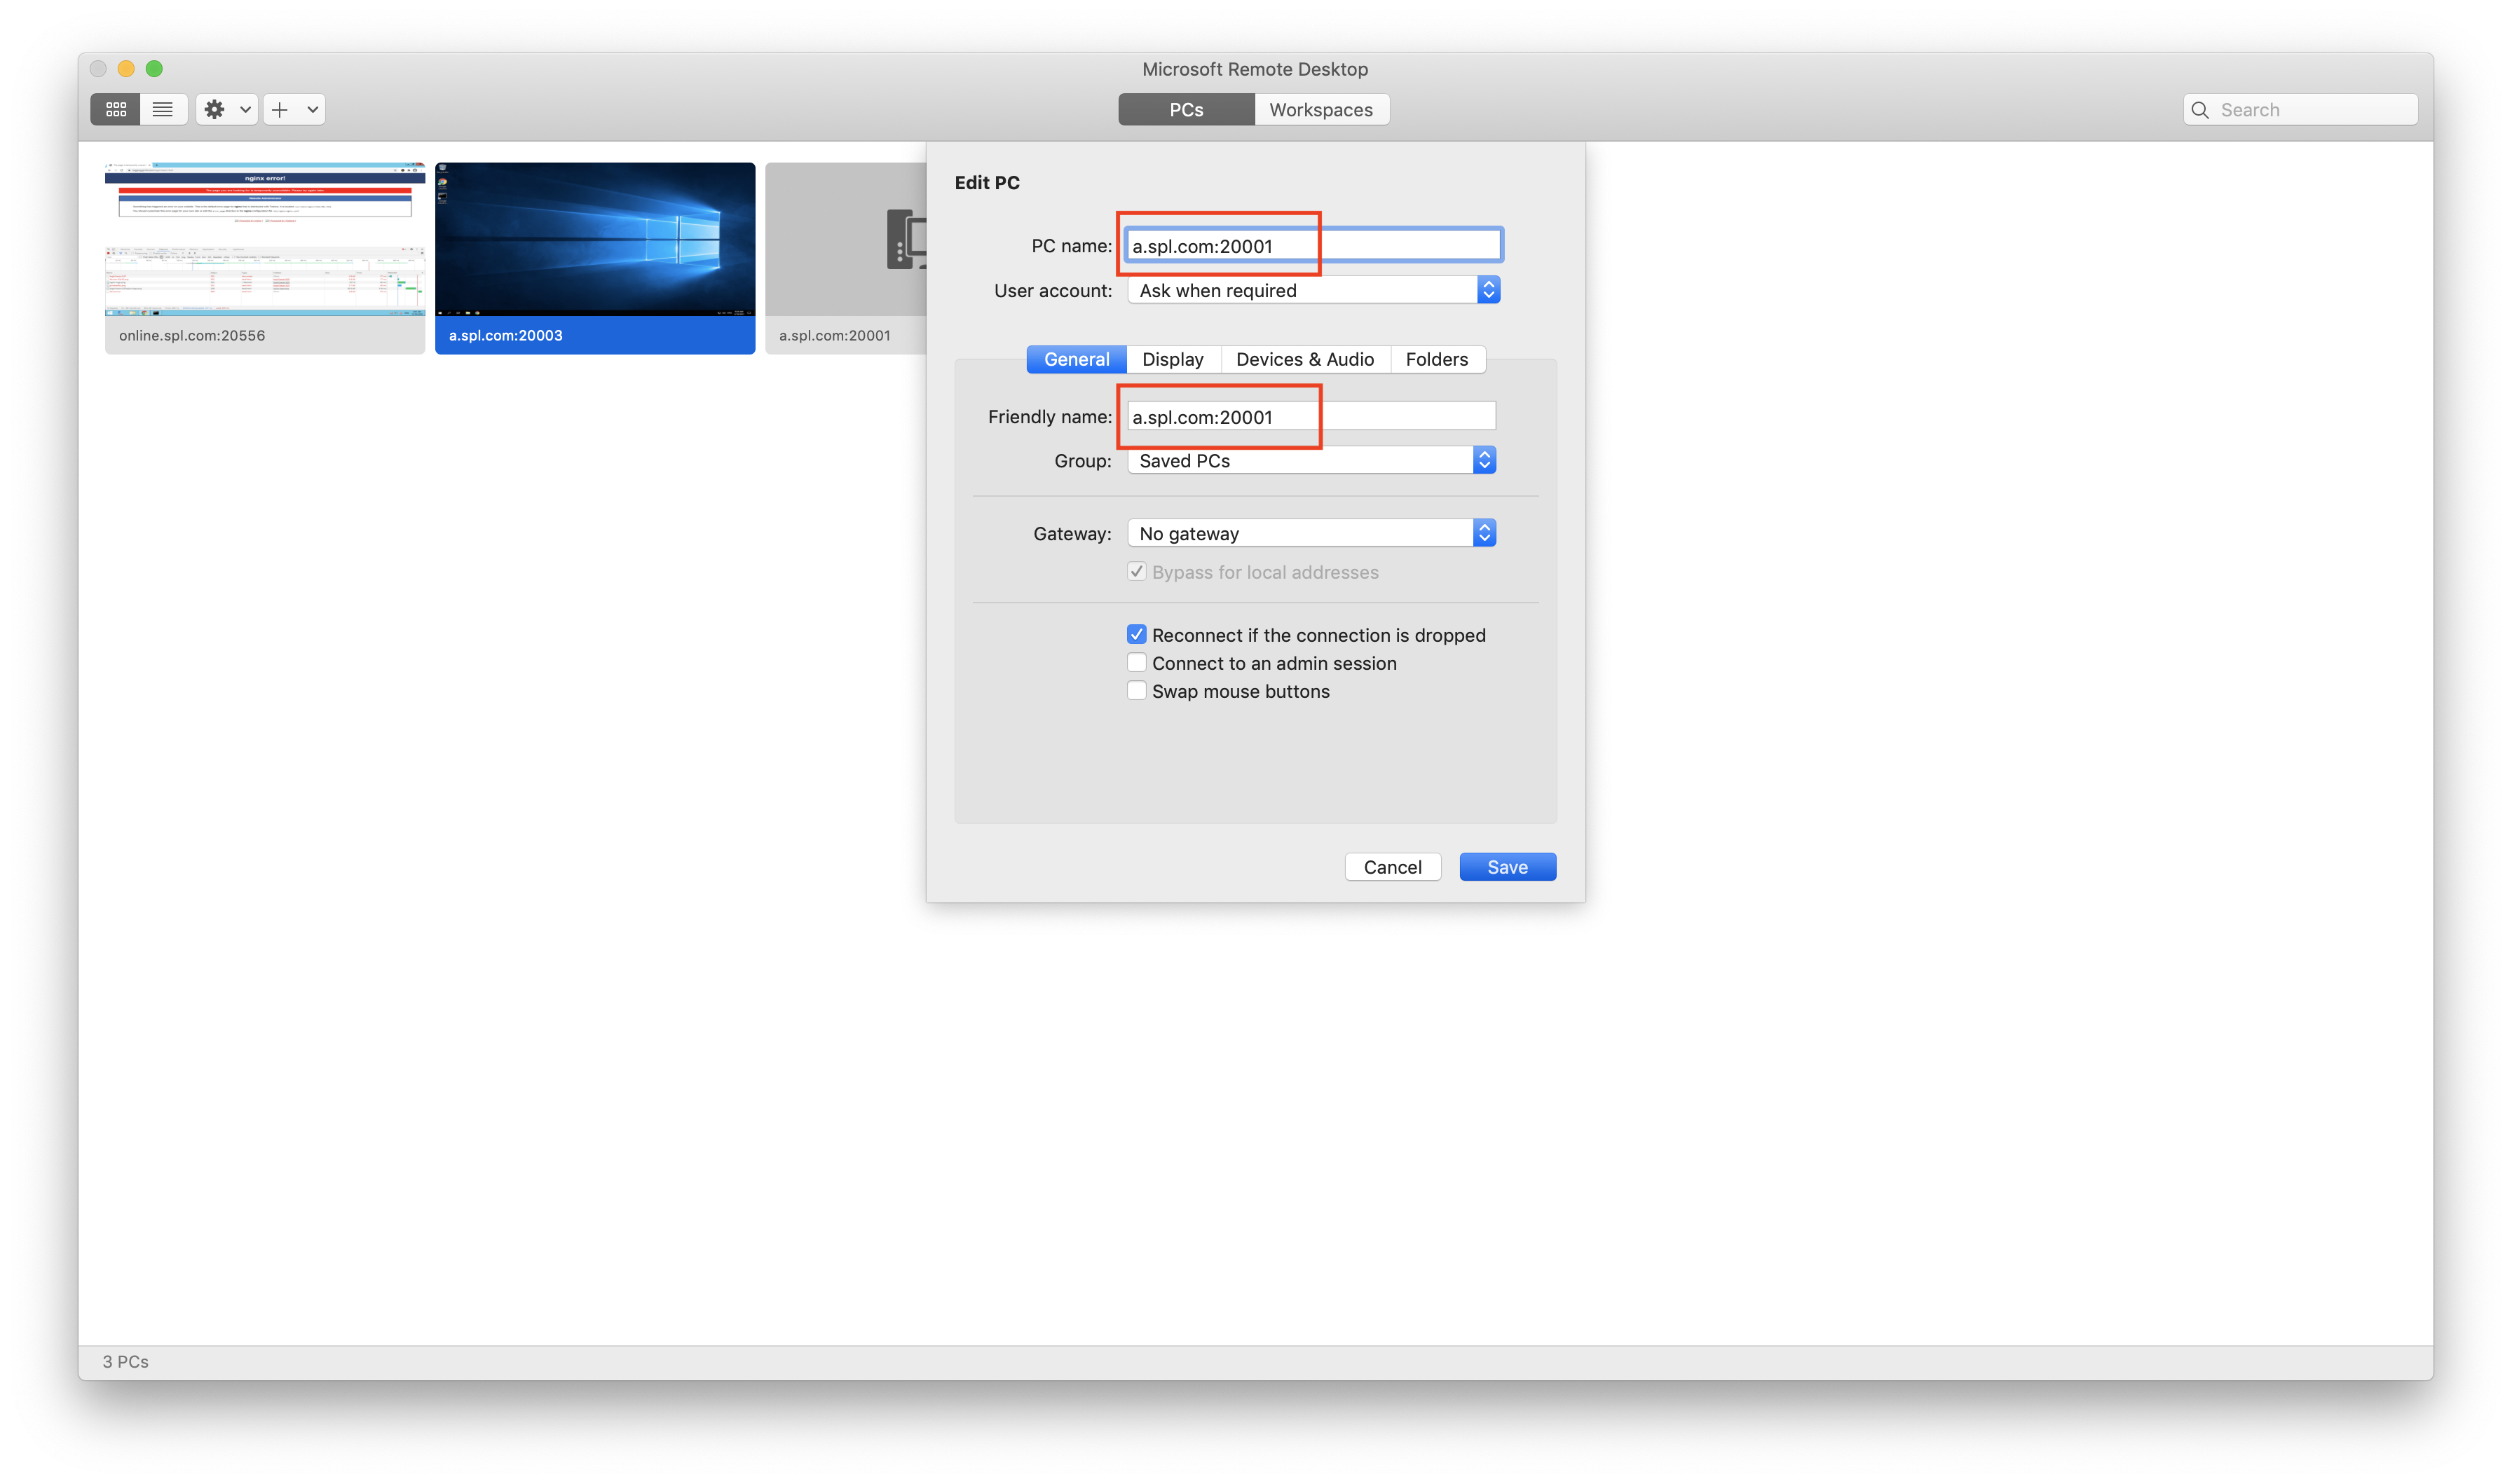 Microsoft Remote Desktop
PCs
Workspaces
Search
nginx error!
online.spl.com:20556
a.spl.com:20003
a.spl.com:20001
Edit PC
PC name: a.spl.com:20001
User account: Ask when required
General Display Devices & Audio Folders
Friendly name: a.spl.com:20001
Group: Saved PCs
Gateway: No gateway
Bypass for local addresses
Reconnect if the connection is dropped
Connect to an admin session
Swap mouse buttons
Cancel Save
3 PCs